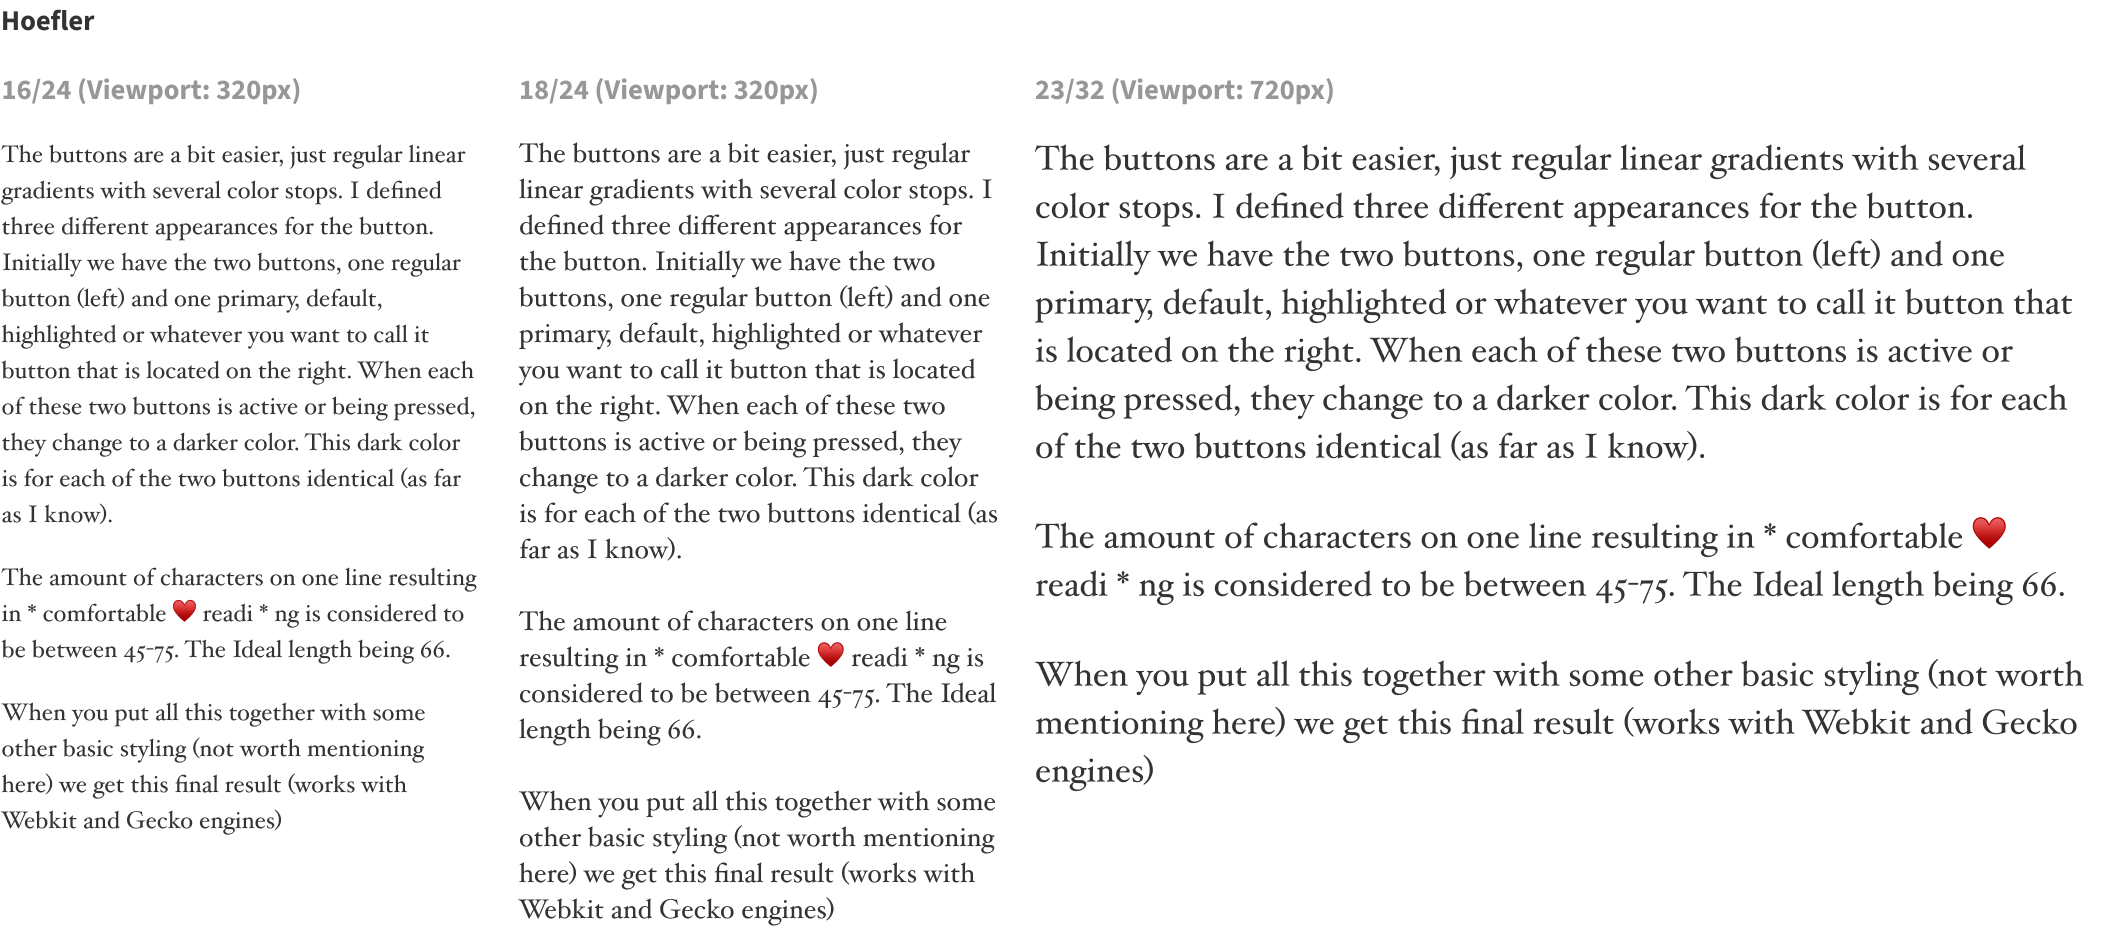 Hoefler
16/24 (Viewport: 320px)
The buttons are a bit easier, just regular linear
gradients with several color stops. I defined
three different appearances for the button.
Initially we have the two buttons, one regular
button (left) and one primary, default,
highlighted or whatever you want to call it
button that is located on the right. When each
of these two buttons is active or being pressed,
they change to a darker color. This dark color
is for each of the two buttons identical (as far
as I know).
The amount of characters on one line resulting
in * comfortable ♥ readi * ng is considered to
be between 45-75. The Ideal length being 66.
When you put all this together with some
other basic styling (not worth mentioning
here) we get this final result (works with
Webkit and Gecko engines)
18/24 (Viewport: 320px)
The buttons are a bit easier, just regular
linear gradients with several color stops. I
defined three different appearances for
the button. Initially we have the two
buttons, one regular button (left) and one
primary, default, highlighted or whatever
you want to call it button that is located
on the right. When each of these two
buttons is active or being pressed, they
change to a darker color. This dark color
is for each of the two buttons identical (as
far as I know).
The amount of characters on one line
resulting in * comfortable ♥ readi * ng is
considered to be between 45-75. The Ideal
length being 66.
When you put all this together with some
other basic styling (not worth mentioning
here) we get this final result (works with
Webkit and Gecko engines)
23/32 (Viewport: 720px)
The buttons are a bit easier, just regular linear gradients with several
color stops. I defined three different appearances for the button.
Initially we have the two buttons, one regular button (left) and one
primary, default, highlighted or whatever you want to call it button that
is located on the right. When each of these two buttons is active or
being pressed, they change to a darker color. This dark color is for each
of the two buttons identical (as far as I know).
The amount of characters on one line resulting in * comfortable ♥
readi * ng is considered to be between 45-75. The Ideal length being 66.
When you put all this together with some other basic styling (not worth
mentioning here) we get this final result (works with Webkit and Gecko
engines)